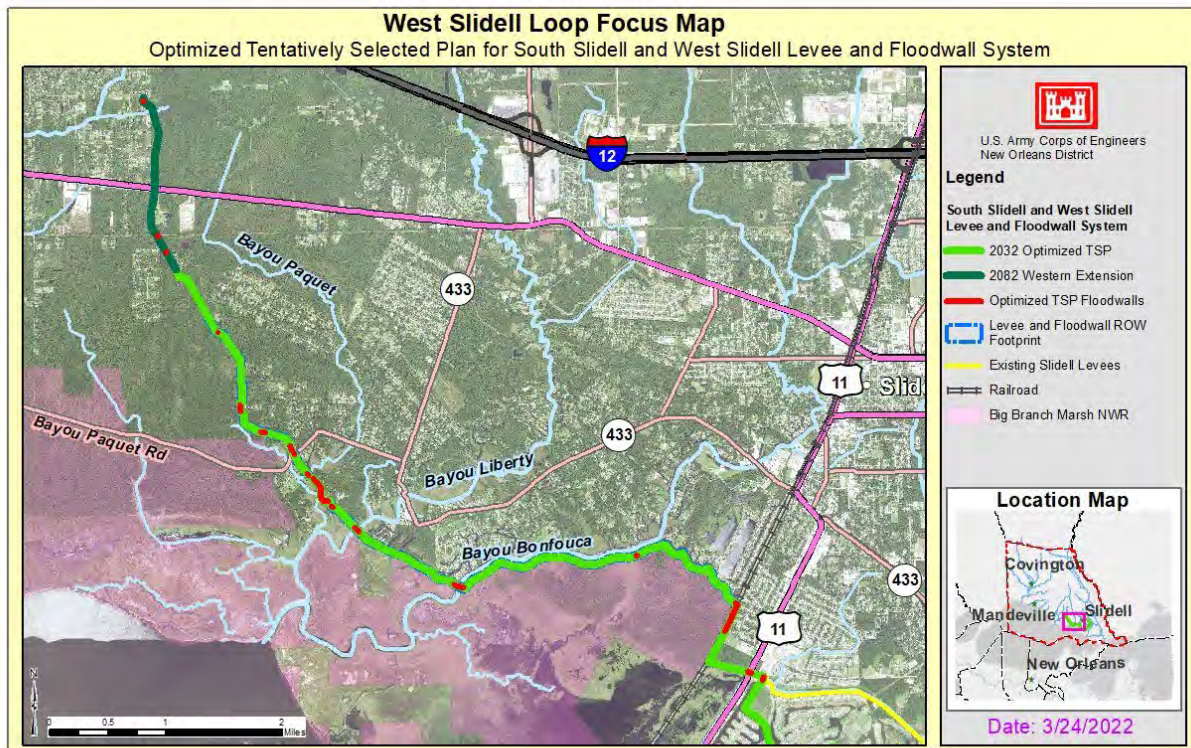 West Slidell Loop Focus Map
Optimized Tentatively Selected Plan for South Slidell and West Slidell Levee and Floodwall System
12
Bayou Paquet
433
11
Slid
Bayou Paquet Rd
433
Bayou Liberty
Bayou Bonfouca
433
11
N
0 0.5 1 2
Miles
U.S. Army Corps of Engineers
New Orleans District
Legend
South Slidell and West Slidell
Levee and Floodwall System
2032 Optimized TSP
2082 Western Extension
Optimized TSP Floodwalls
Levee and Floodwall ROW
Footprint
Existing Slidell Levees
Railroad
Big Branch Marsh NWR
Location Map
Covington
Mandeville
Slidell
New Orleans
Date: 3/24/2022